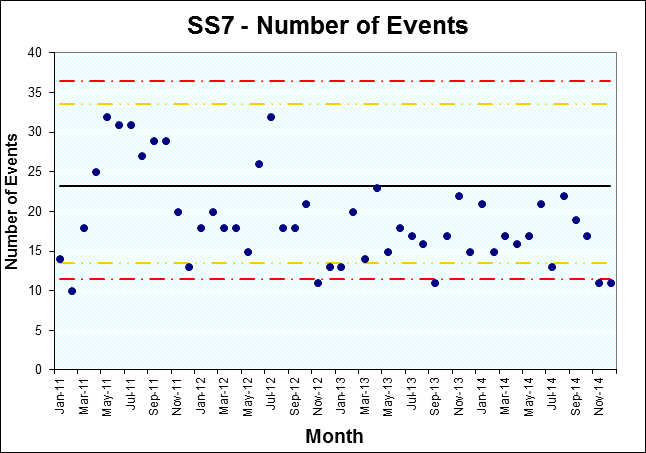 SS7 - Number of Events
40
35
30
25
20
15
10
5
0
Number of Events
Jan-11
Mar-11
May-11
Jul-11
Sep-11
Nov-11
Jan-12
Mar-12
May-12
Jul-12
Sep-12
Nov-12
Jan-13
Mar-13
May-13
Jul-13
Sep-13
Nov-13
Jan-14
Mar-14
May-14
Jul-14
Sep-14
Nov-14
Month